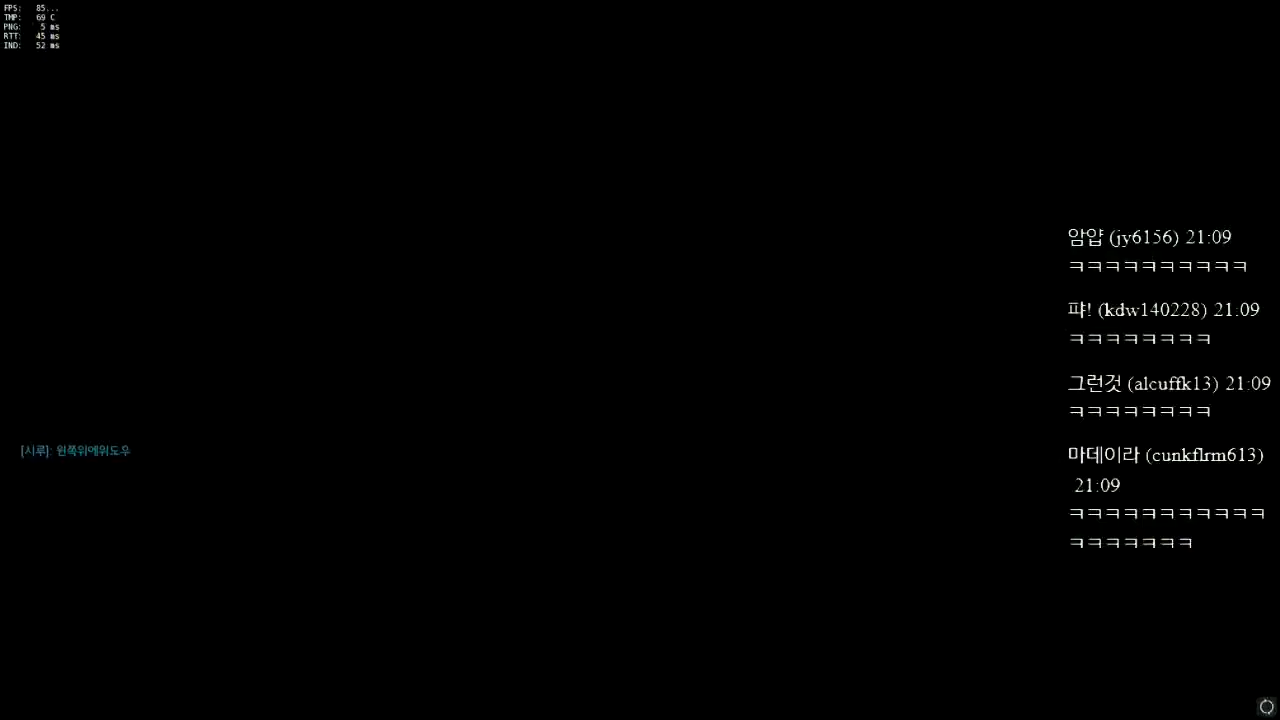 FPS: 85...
TMP: 69 C
PNG: 5 ms
RTT: 45 ms
IND: 52 ms
암얍 (jy6156) 21:09
ㅋㅋㅋㅋㅋㅋㅋㅋㅋㅋ
퍄! (kdw140228) 21:09
ㅋㅋㅋㅋㅋㅋㅋㅋ
그런것 (alcuffk13) 21:09
ㅋㅋㅋㅋㅋㅋㅋㅋ
[시루]: 왼쪽위에위도우
마데이라 (cunkflrm613)
21:09
ㅋㅋㅋㅋㅋㅋㅋㅋㅋㅋㅋ
ㅋㅋㅋㅋㅋㅋㅋ